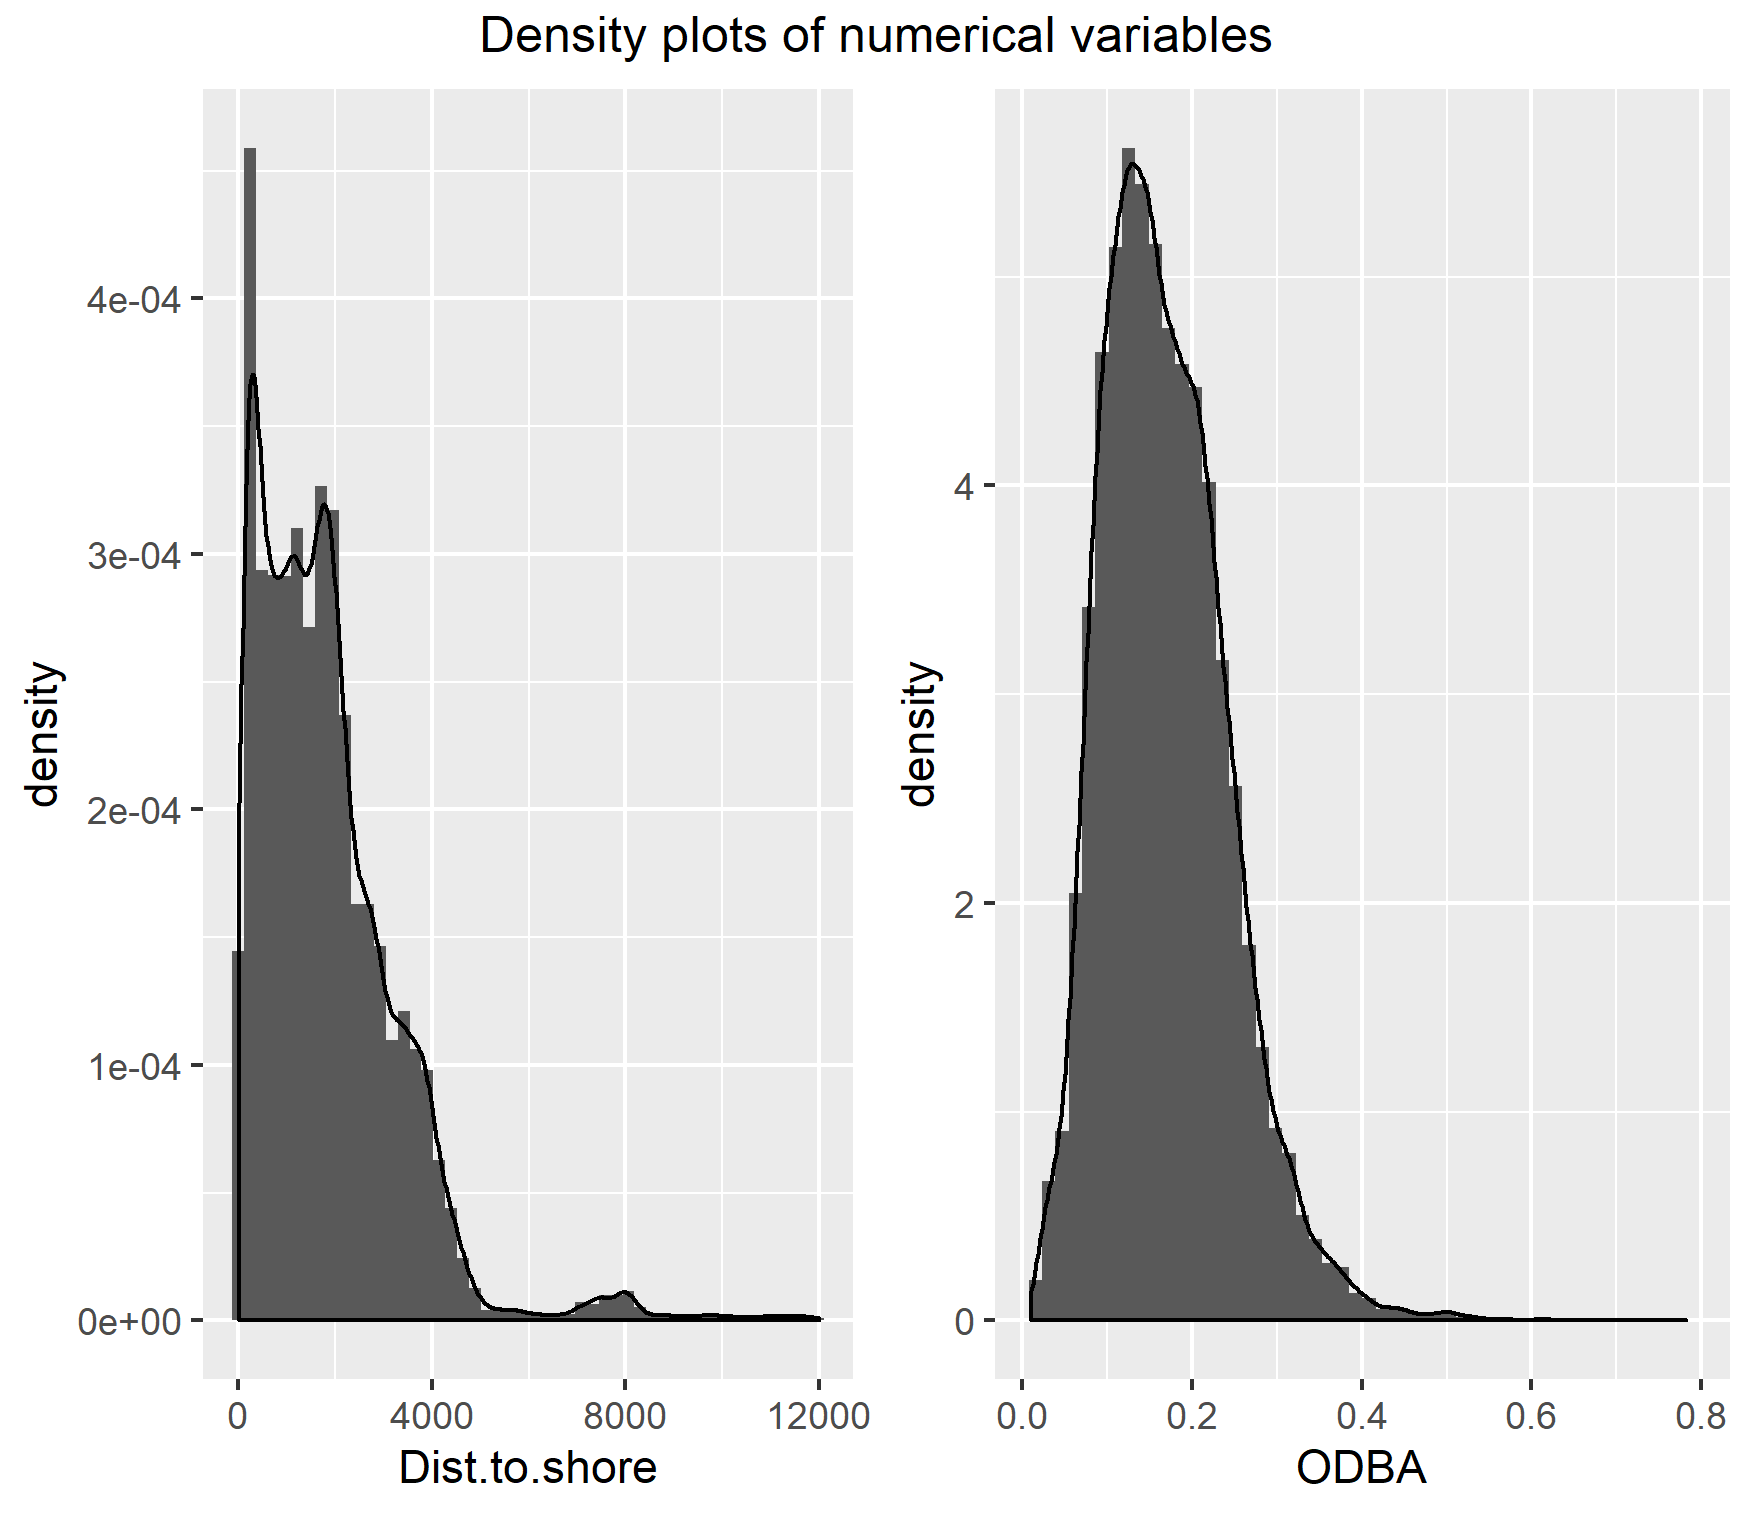 Density plots of numerical variables
density
4e-04
3e-04
2e-04
1e-04
0e+00
0
4000
8000
12000
Dist.to.shore
density
4
2
0
0.0
0.2
0.4
0.6
0.8
ODBA